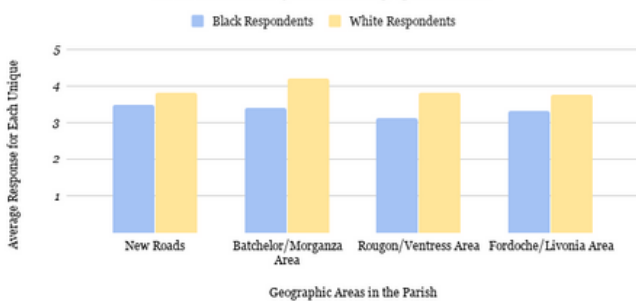 Black Respondents White Respondents
Average Response for Each Unique
5
4
3
2
1
New Roads
Batchelor/Morganza
Area
Rougon/Ventress Area
Fordoche/Livonia Area
Geographic Areas in the Parish